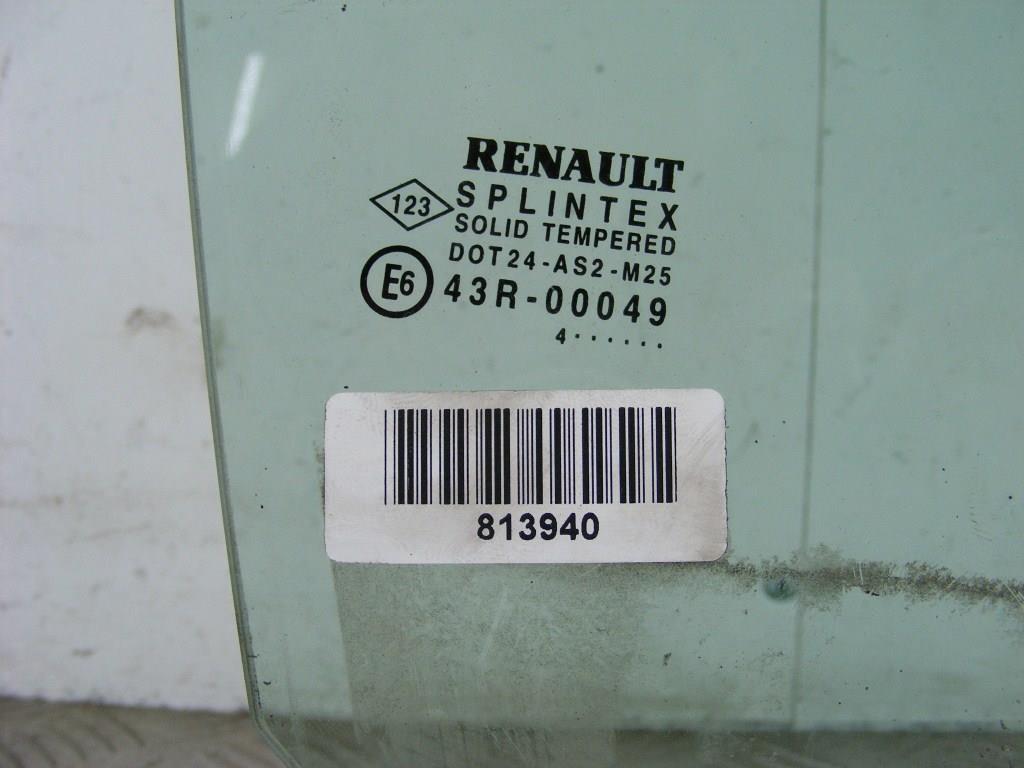 RENAULT
123 SPLINTEX
SOLID TEMPERED
DOT24-AS2-M25
E6 43R-00049
4······
813940